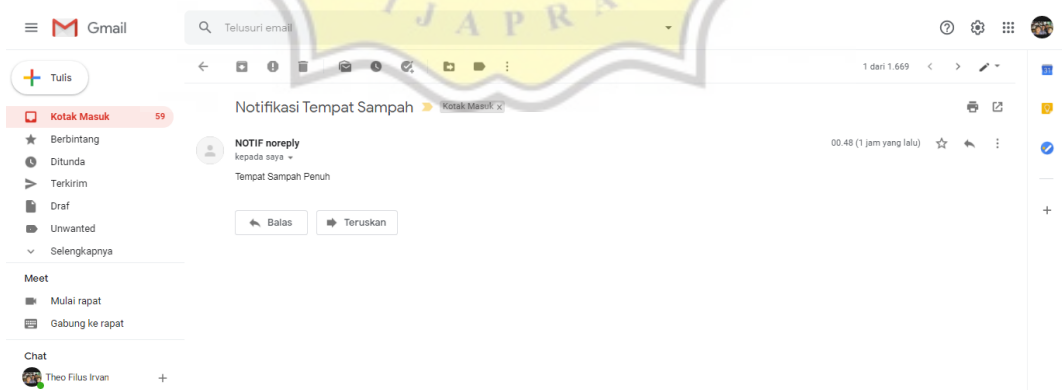 IJAPRA
Gmail
Telusuri email
Tulis
1 dari 1.669
31
Notifikasi Tempat Sampah
Kotak Masuk x
Kotak Masuk 59
Berbintang
Ditunda
Terkirim
Draf
Unwanted
Selengkapnya
NOTIF noreply
00.48 (1 jam yang lalu)
kepada saya
Tempat Sampah Penuh
Balas
Teruskan
Meet
Mulai rapat
Gabung ke rapat
Chat
Theo Filus Irvan